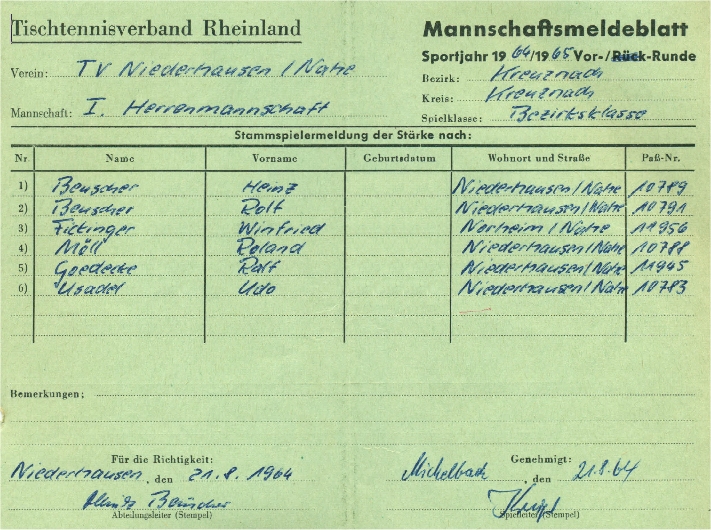 Tischtennisverband Rheinland
Mannschaftsmeldeblatt
Sportjahr 1964/1965 Vor-/Rück-Runde
Verein: TV Niederhausen / Nahe
Bezirk: Kreuznach
Kreis: Kreuznach
Mannschaft: I. Herrenmannschaft
Spielklasse: Bezirksklasse
Stammspielermeldung der Stärke nach:
Nr. Name Vorname Geburtsdatum Wohnort und Straße Paß-Nr.
1) Beuscher Heinz Niederhausen / Nahe 10789
2) Beuscher Rolf Niederhausen / Nahe 10791
3) Fickinger Winfried Norheim / Nahe 11956
4) Möll Roland Niederhausen / Nahe 10788
5) Goedecke Ralf Niederhausen / Nahe 11945
6) Usadel Udo Niederhausen / Nahe 10783
Bemerkungen:
Für die Richtigkeit: Genehmigt:
Niederhausen, den 21.8.1964 Michelbach, den 21.8.64
Beuscher
Abteilungsleiter (Stempel) Spielleiter (Stempel)